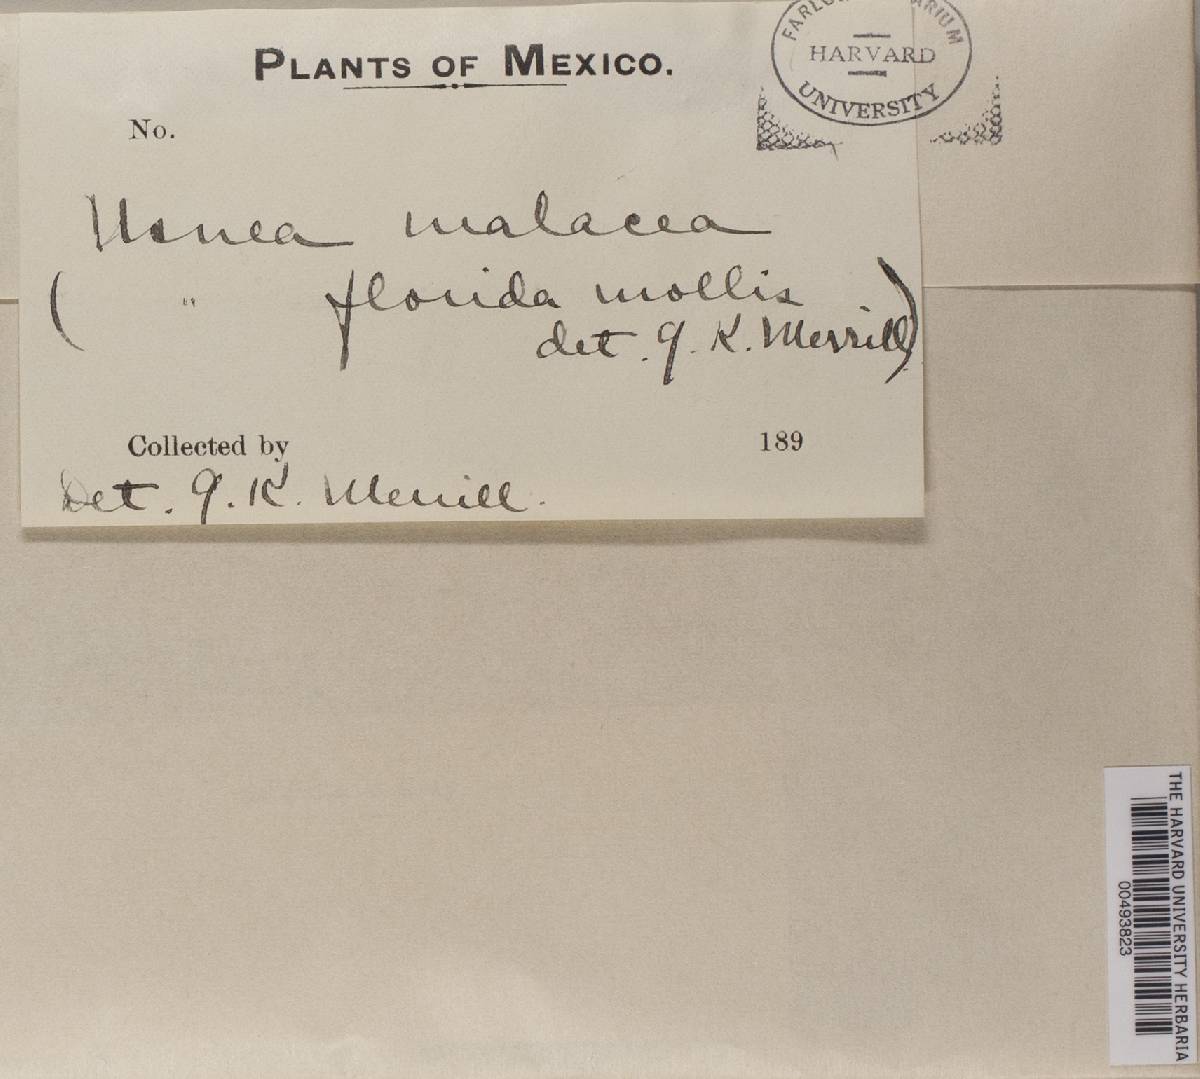 PLANTS OF MEXICO.
HARVARD
UNIVERSITY
No.
Usnea malacea
( " florida mollis
det. G. K. Merrill)
Collected by 189
Det. G. K. Merrill.
THE HARVARD UNIVERSITY HERBARIA
00493823